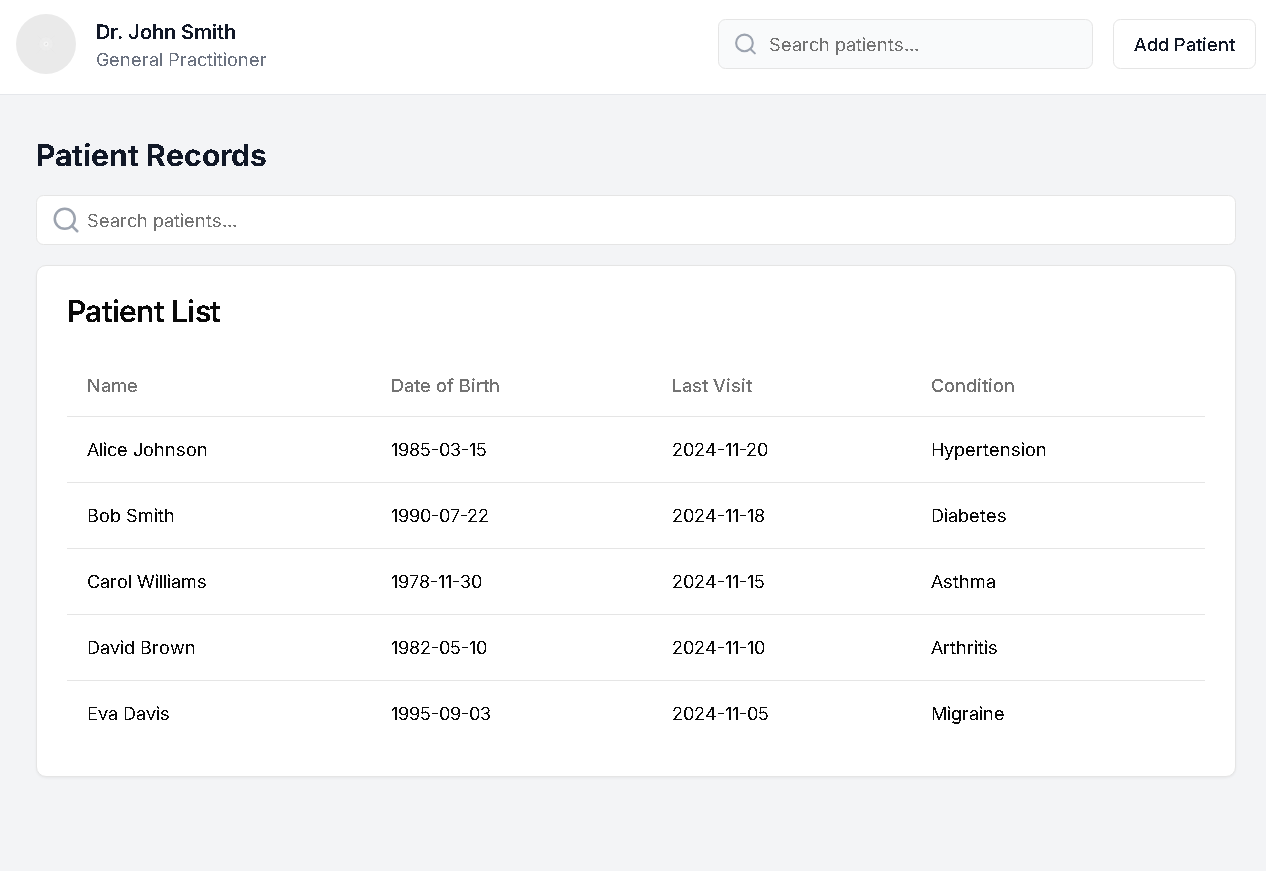 Dr. John Smith
General Practitioner
Search patients...
Add Patient
Patient Records
Search patients...
Patient List
Name Date of Birth Last Visit Condition
Alice Johnson 1985-03-15 2024-11-20 Hypertension
Bob Smith 1990-07-22 2024-11-18 Diabetes
Carol Williams 1978-11-30 2024-11-15 Asthma
David Brown 1982-05-10 2024-11-10 Arthritis
Eva Davis 1995-09-03 2024-11-05 Migraine